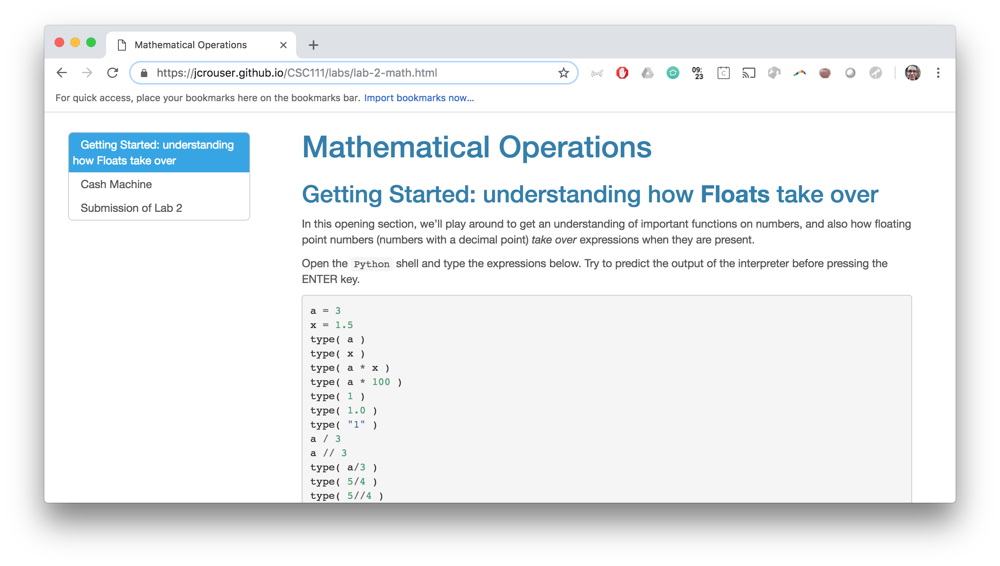 Mathematical Operations
https://jcrouser.github.io/CSC111/labs/lab-2-math.html
09:
23
C
For quick access, place your bookmarks here on the bookmarks bar. Import bookmarks now...
Getting Started: understanding
how Floats take over
Cash Machine
Submission of Lab 2
Mathematical Operations
Getting Started: understanding how Floats take over
In this opening section, we’ll play around to get an understanding of important functions on numbers, and also how floating
point numbers (numbers with a decimal point) take over expressions when they are present.
Open the Python shell and type the expressions below. Try to predict the output of the interpreter before pressing the
ENTER key.
a = 3
x = 1.5
type( a )
type( x )
type( a * x )
type( a * 100 )
type( 1 )
type( 1.0 )
type( "1" )
a / 3
a // 3
type( a/3 )
type( 5/4 )
type( 5//4 )